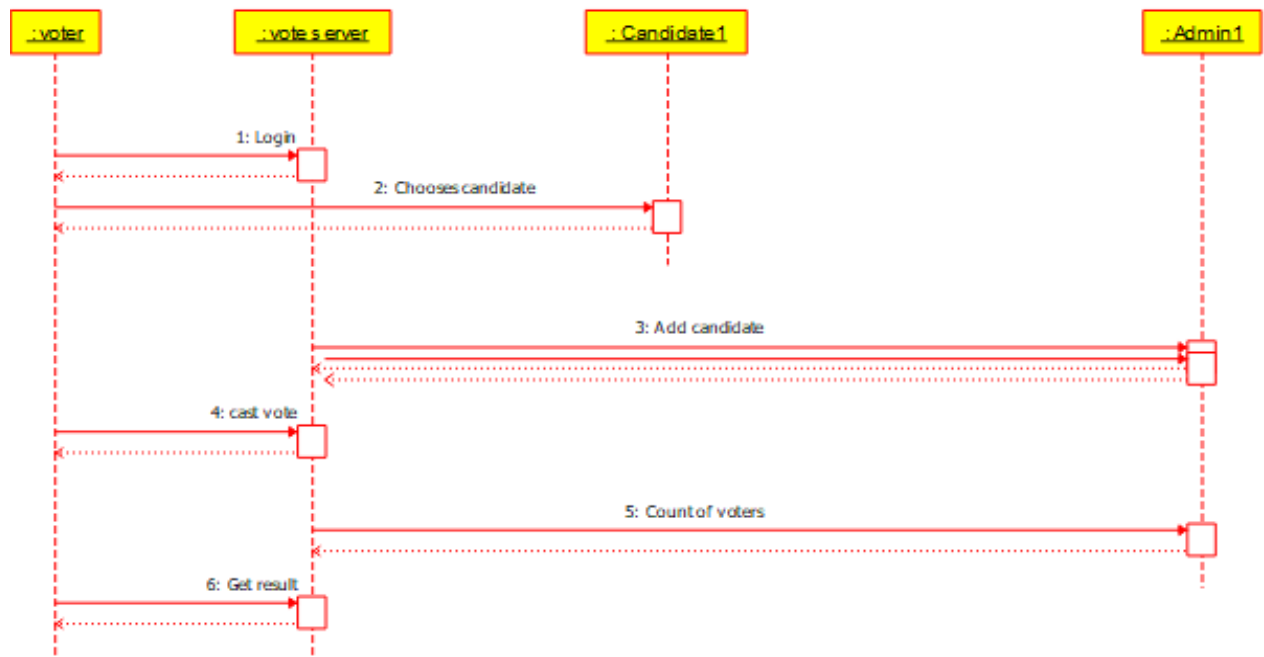 : voter
: vote server
: Candidate1
: Admin1
1: Login
2: Chooses candidate
3: Add candidate
4: cast vote
5: Count of voters
6: Get result